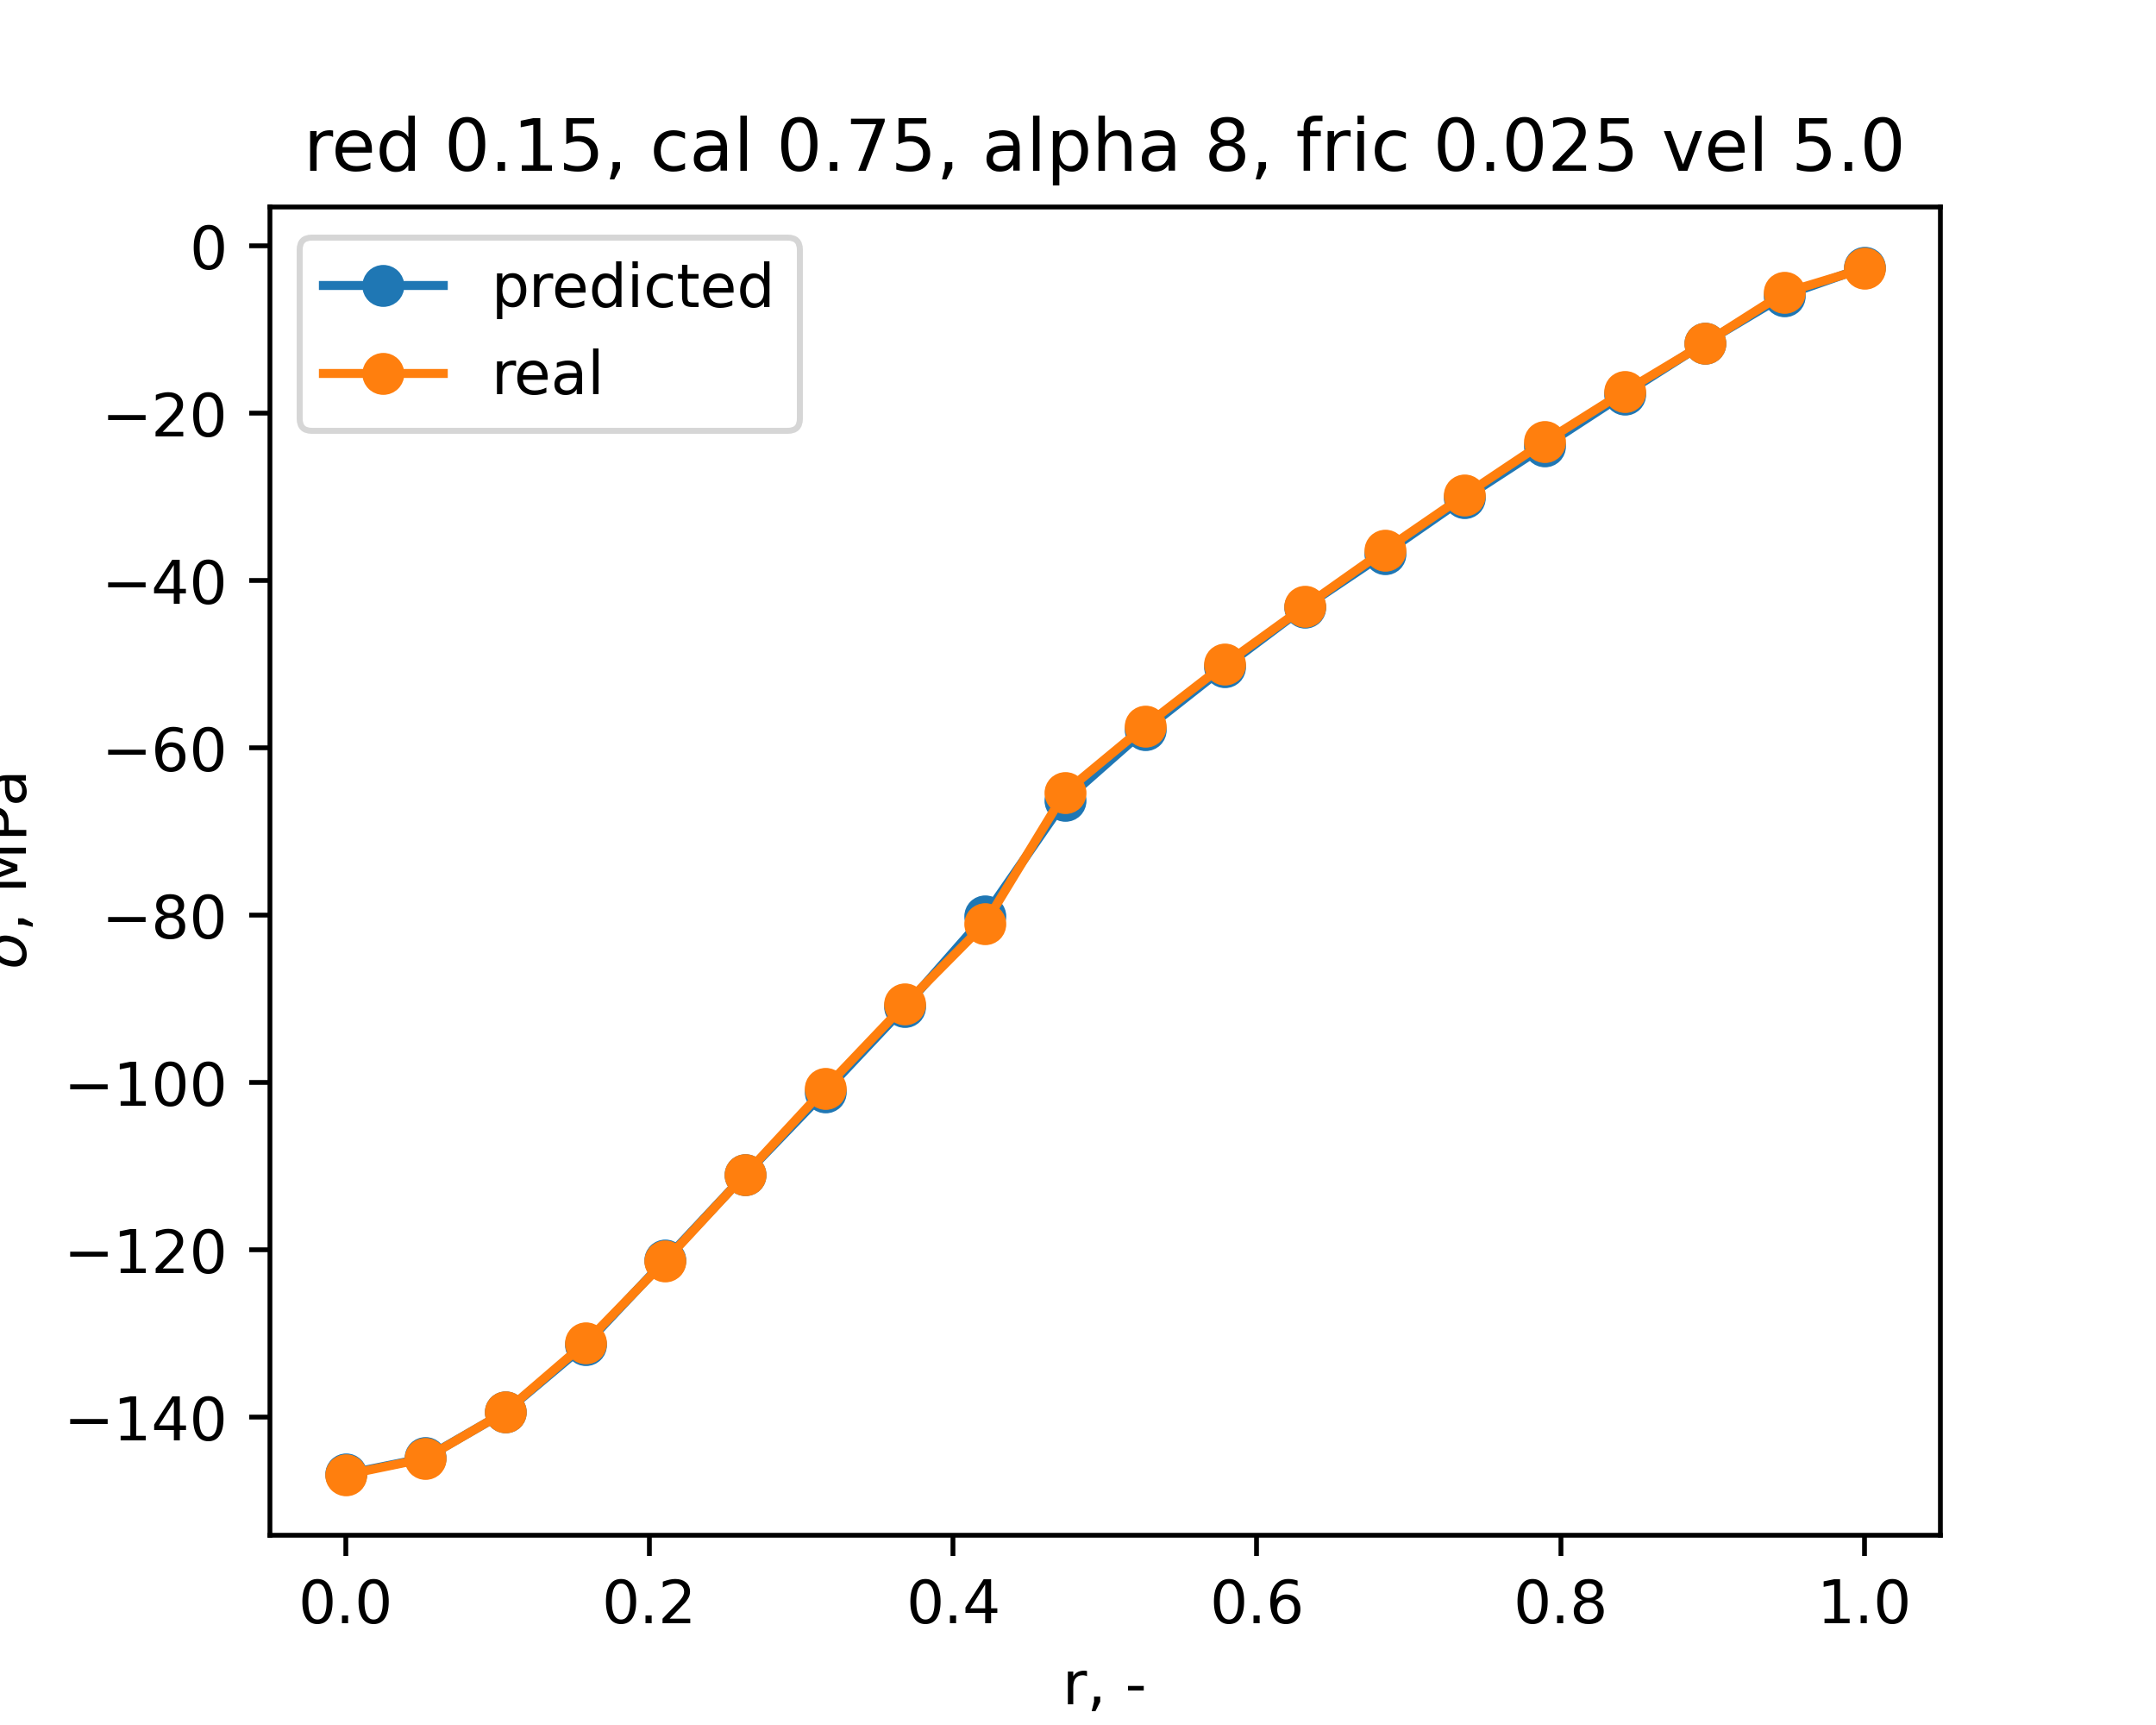 red 0.15, cal 0.75, alpha 8, fric 0.025 vel 5.0
predicted
real
0
−20
−40
−60
−80
−100
−120
−140
σ, MPa
0.0 0.2 0.4 0.6 0.8 1.0
r, -